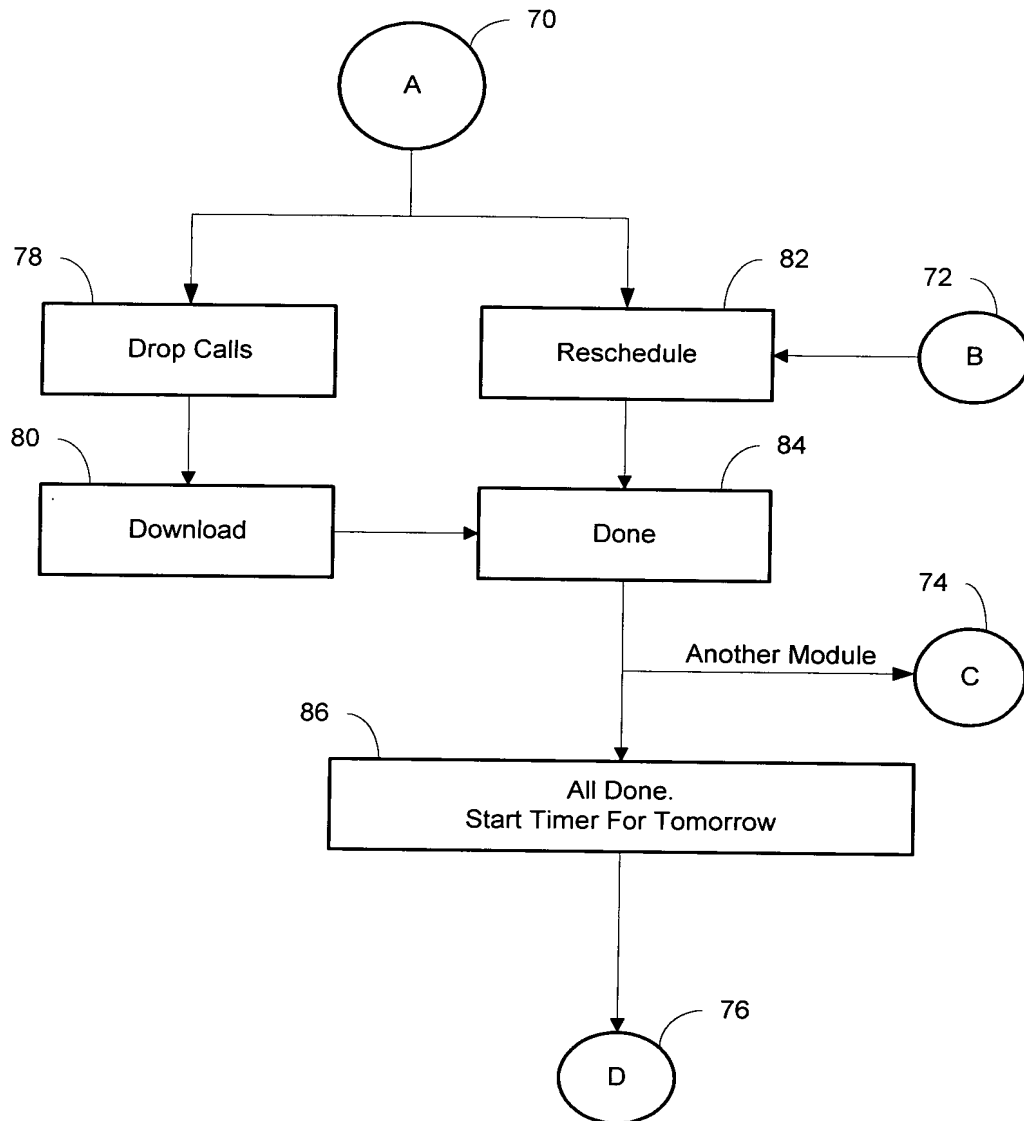 70
A
78
82
72
Drop Calls
Reschedule
B
80
84
Download
Done
74
Another Module
C
86
All Done.
Start Timer For Tomorrow
76
D